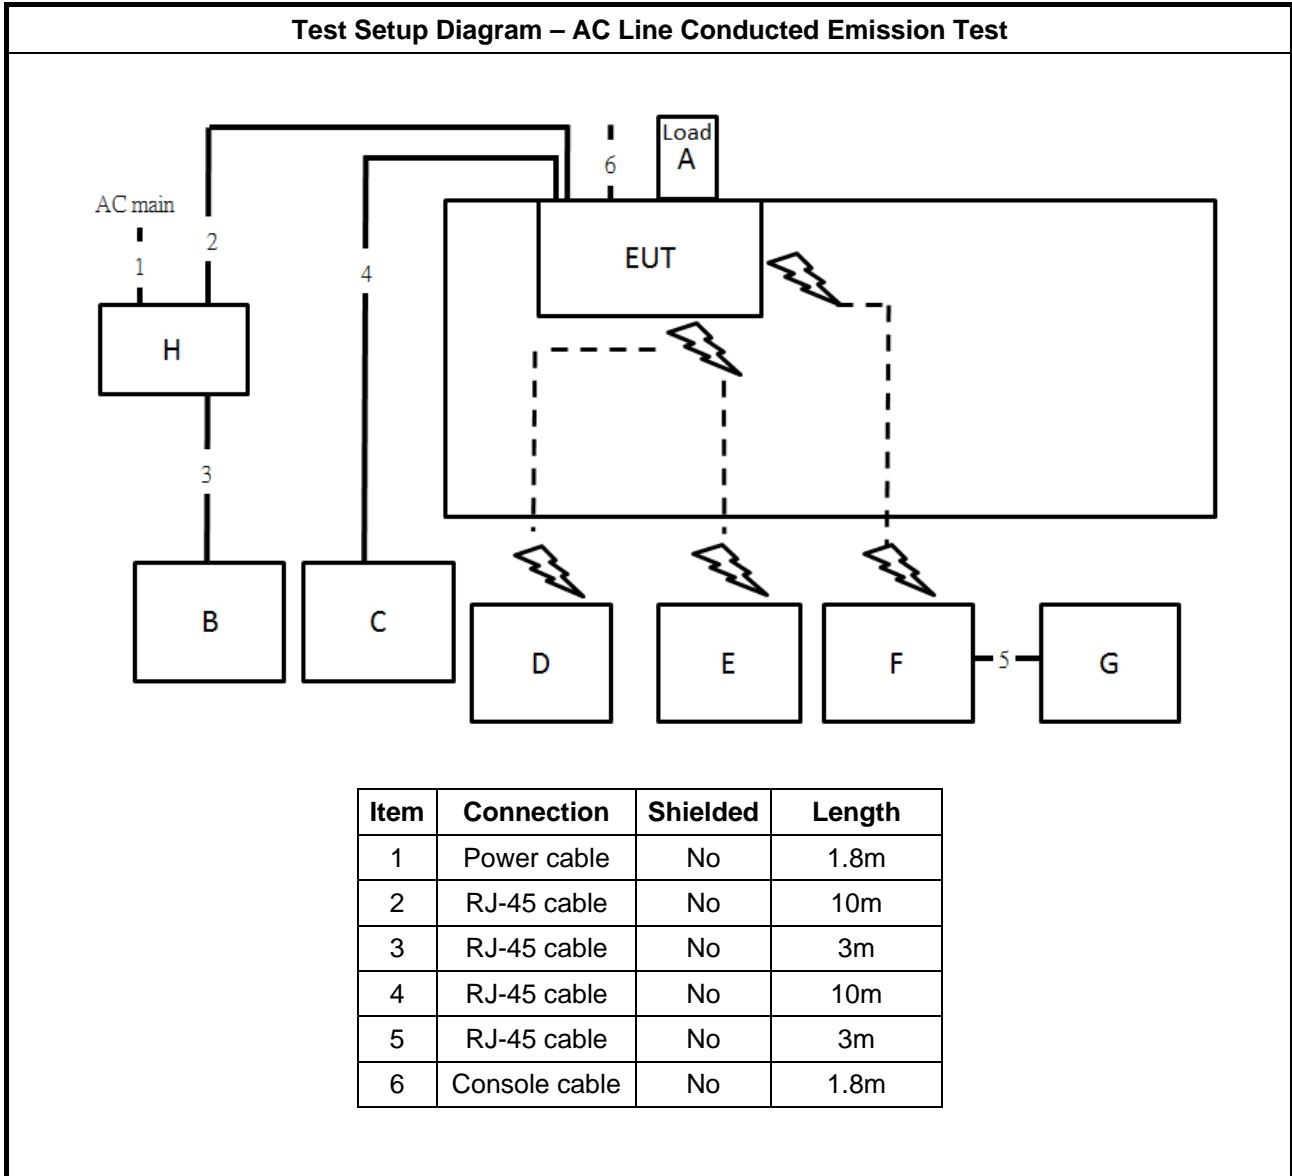 Test Setup Diagram – AC Line Conducted Emission Test
Load
A
6
AC main
2
1
4
EUT
H
3
B
C
D
E
F
5
G
Item Connection Shielded Length
1 Power cable No 1.8m
2 RJ-45 cable No 10m
3 RJ-45 cable No 3m
4 RJ-45 cable No 10m
5 RJ-45 cable No 3m
6 Console cable No 1.8m